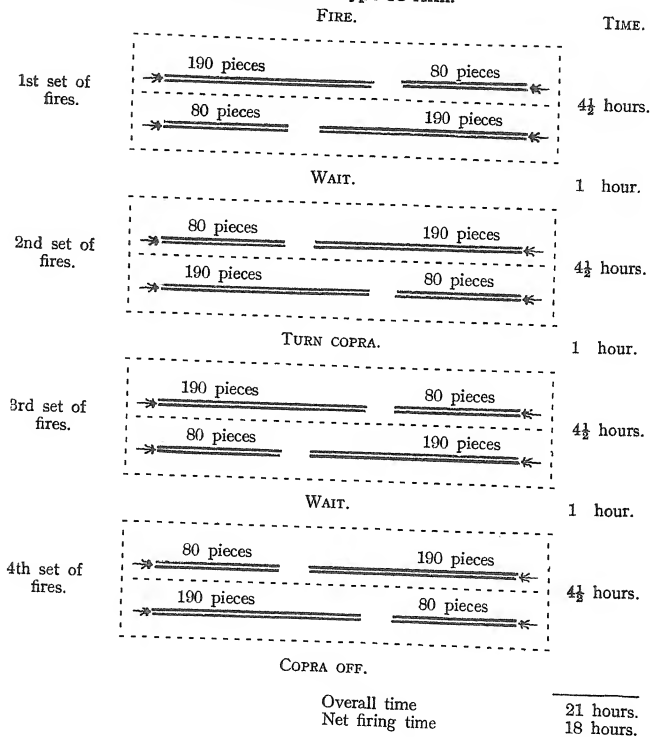 FIRE.
TIME.
190 pieces 80 pieces
1st set of fires.
4½ hours.
80 pieces 190 pieces
WAIT.
1 hour.
80 pieces 190 pieces
2nd set of fires.
4½ hours.
190 pieces 80 pieces
TURN COPRA.
1 hour.
190 pieces 80 pieces
3rd set of fires.
4½ hours.
80 pieces 190 pieces
WAIT.
1 hour.
80 pieces 190 pieces
4th set of fires.
4½ hours.
190 pieces 80 pieces
COPRA OFF.
Overall time 21 hours.
Net firing time 18 hours.